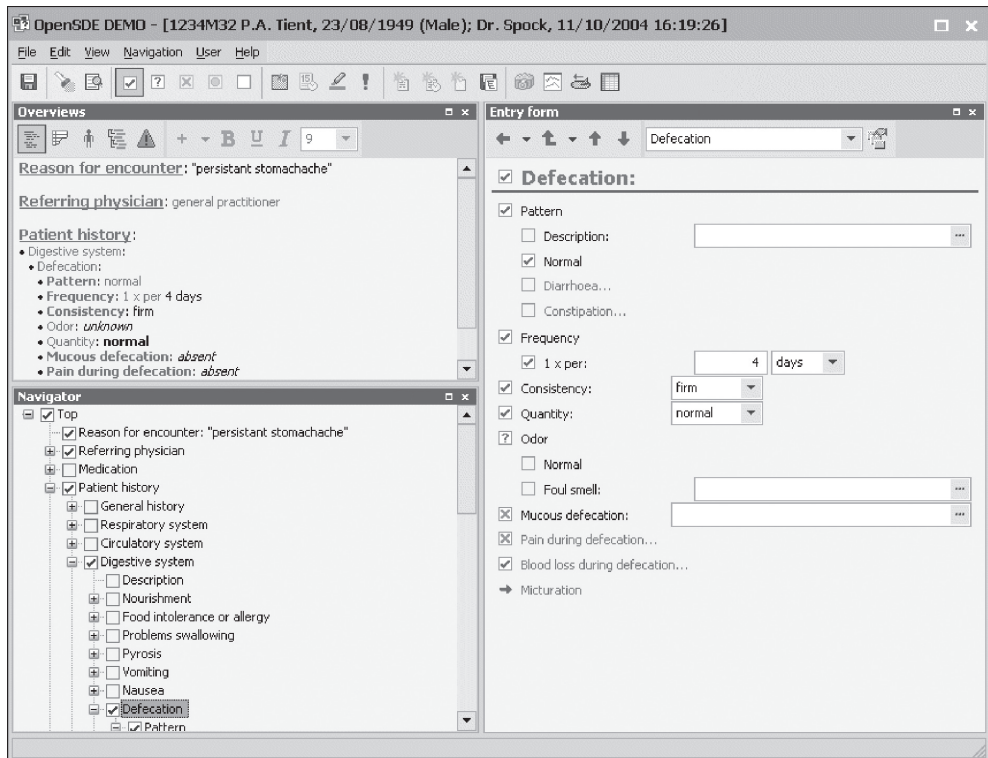 OpenSDE DEMO - [1234M32 P.A. Tient, 23/08/1949 (Male); Dr. Spock, 11/10/2004 16:19:26]
File Edit View Navigation User Help
Overviews
9
Reason for encounter: "persistant stomachache"
Referring physician: general practitioner
Patient history:
• Digestive system:
• Defecation:
• Pattern: normal
• Frequency: 1 x per 4 days
• Consistency: firm
• Odor: unknown
• Quantity: normal
• Mucous defecation: absent
• Pain during defecation: absent
Navigator
Top
Reason for encounter: "persistant stomachache"
Referring physician
Medication
Patient history
General history
Respiratory system
Circulatory system
Digestive system
Description
Nourishment
Food intolerance or allergy
Problems swallowing
Pyrosis
Vomiting
Nausea
Defecation
Pattern
Entry form
Defecation
Defecation:
Pattern
Description: ...
Normal
Diarrhoea...
Constipation...
Frequency
1 x per: 4 days
Consistency: firm
Quantity: normal
? Odor
Normal
Foul smell: ...
Mucous defecation: ...
Pain during defecation...
Blood loss during defecation...
Micturation